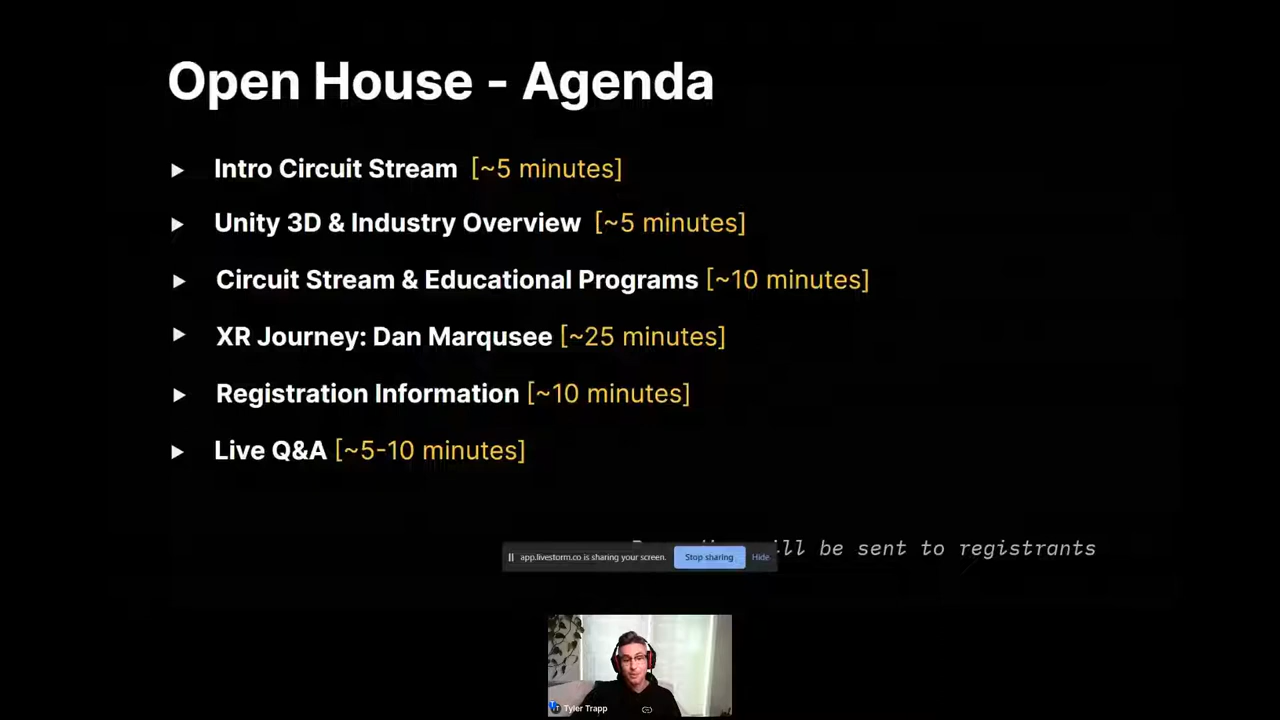 Open House - Agenda
▶ Intro Circuit Stream [~5 minutes]
▶ Unity 3D & Industry Overview [~5 minutes]
▶ Circuit Stream & Educational Programs [~10 minutes]
▶ XR Journey: Dan Marqusee [~25 minutes]
▶ Registration Information [~10 minutes]
▶ Live Q&A [~5-10 minutes]
be sent to registrants
app.livestorm.co is sharing your screen. Stop sharing Hide
Tyler Trapp